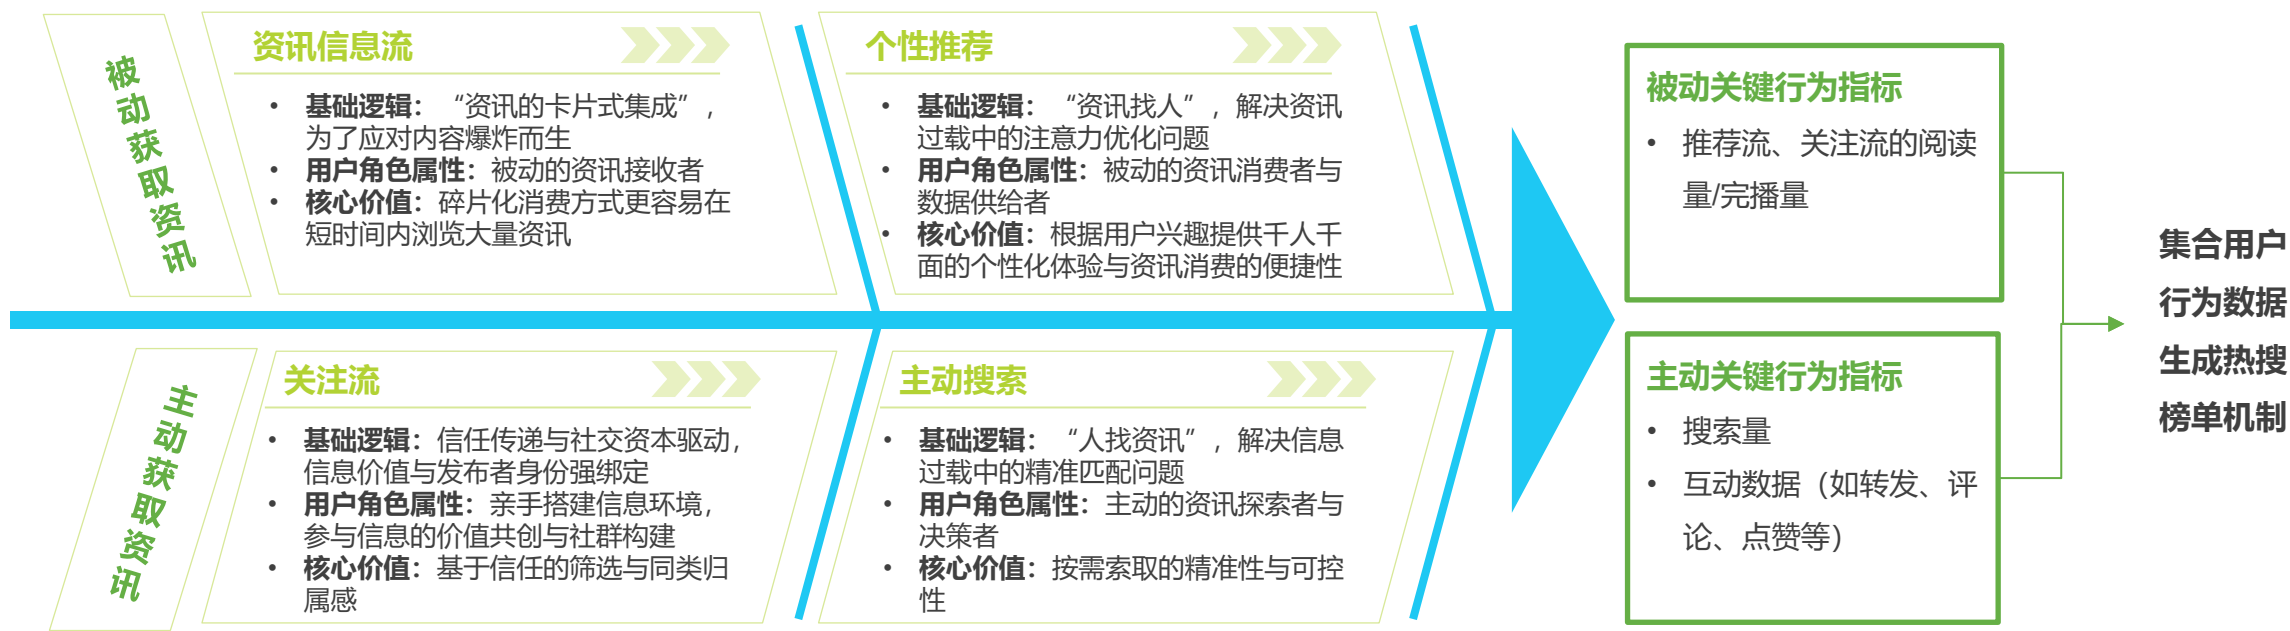 被动获取资讯
资讯信息流
• 基础逻辑：“资讯的卡片式集成”，
为了应对内容爆炸而生
• 用户角色属性：被动的资讯接收者
• 核心价值：碎片化消费方式更容易在
短时间内浏览大量资讯
个性推荐
• 基础逻辑：“资讯找人”，解决资讯
过载中的注意力优化问题
• 用户角色属性：被动的资讯消费者与
数据供给者
• 核心价值：根据用户兴趣提供千人千
面的个性化体验与资讯消费的便捷性
主动获取资讯
关注流
• 基础逻辑：信任传递与社交资本驱动，
信息价值与发布者身份强绑定
• 用户角色属性：亲手搭建信息环境，
参与信息的价值共创与社群构建
• 核心价值：基于信任的筛选与同类归
属感
主动搜索
• 基础逻辑：“人找资讯”，解决信息
过载中的精准匹配问题
• 用户角色属性：主动的资讯探索者与
决策者
• 核心价值：按需索取的精准性与可控
性
被动关键行为指标
• 推荐流、关注流的阅读
量/完播量
主动关键行为指标
• 搜索量
• 互动数据（如转发、评
论、点赞等）
集合用户
行为数据
生成热搜
榜单机制